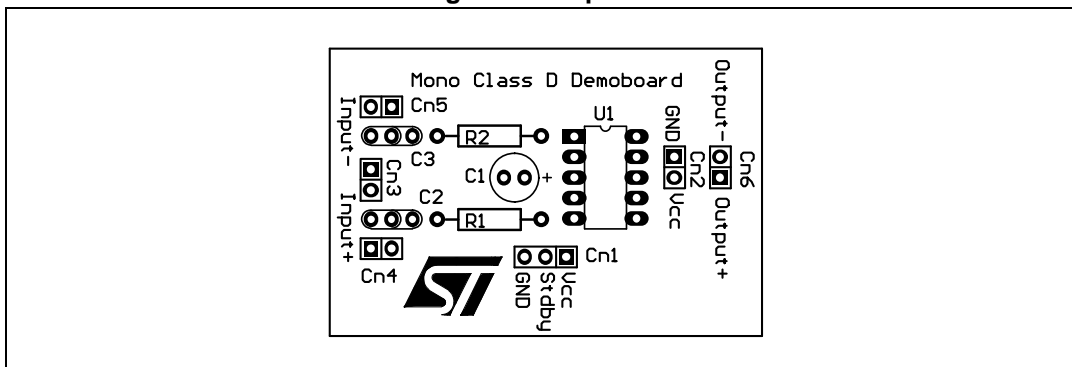 Mono Class D Demoboard
Input-
Cn5
C3
R2
U1
GND
Cn2
Vcc
Output-
Cn6
Output+
Cn3
C1
+
Input+
C2
R1
Cn4
ST
Cn1
GND
Stdby
Vcc